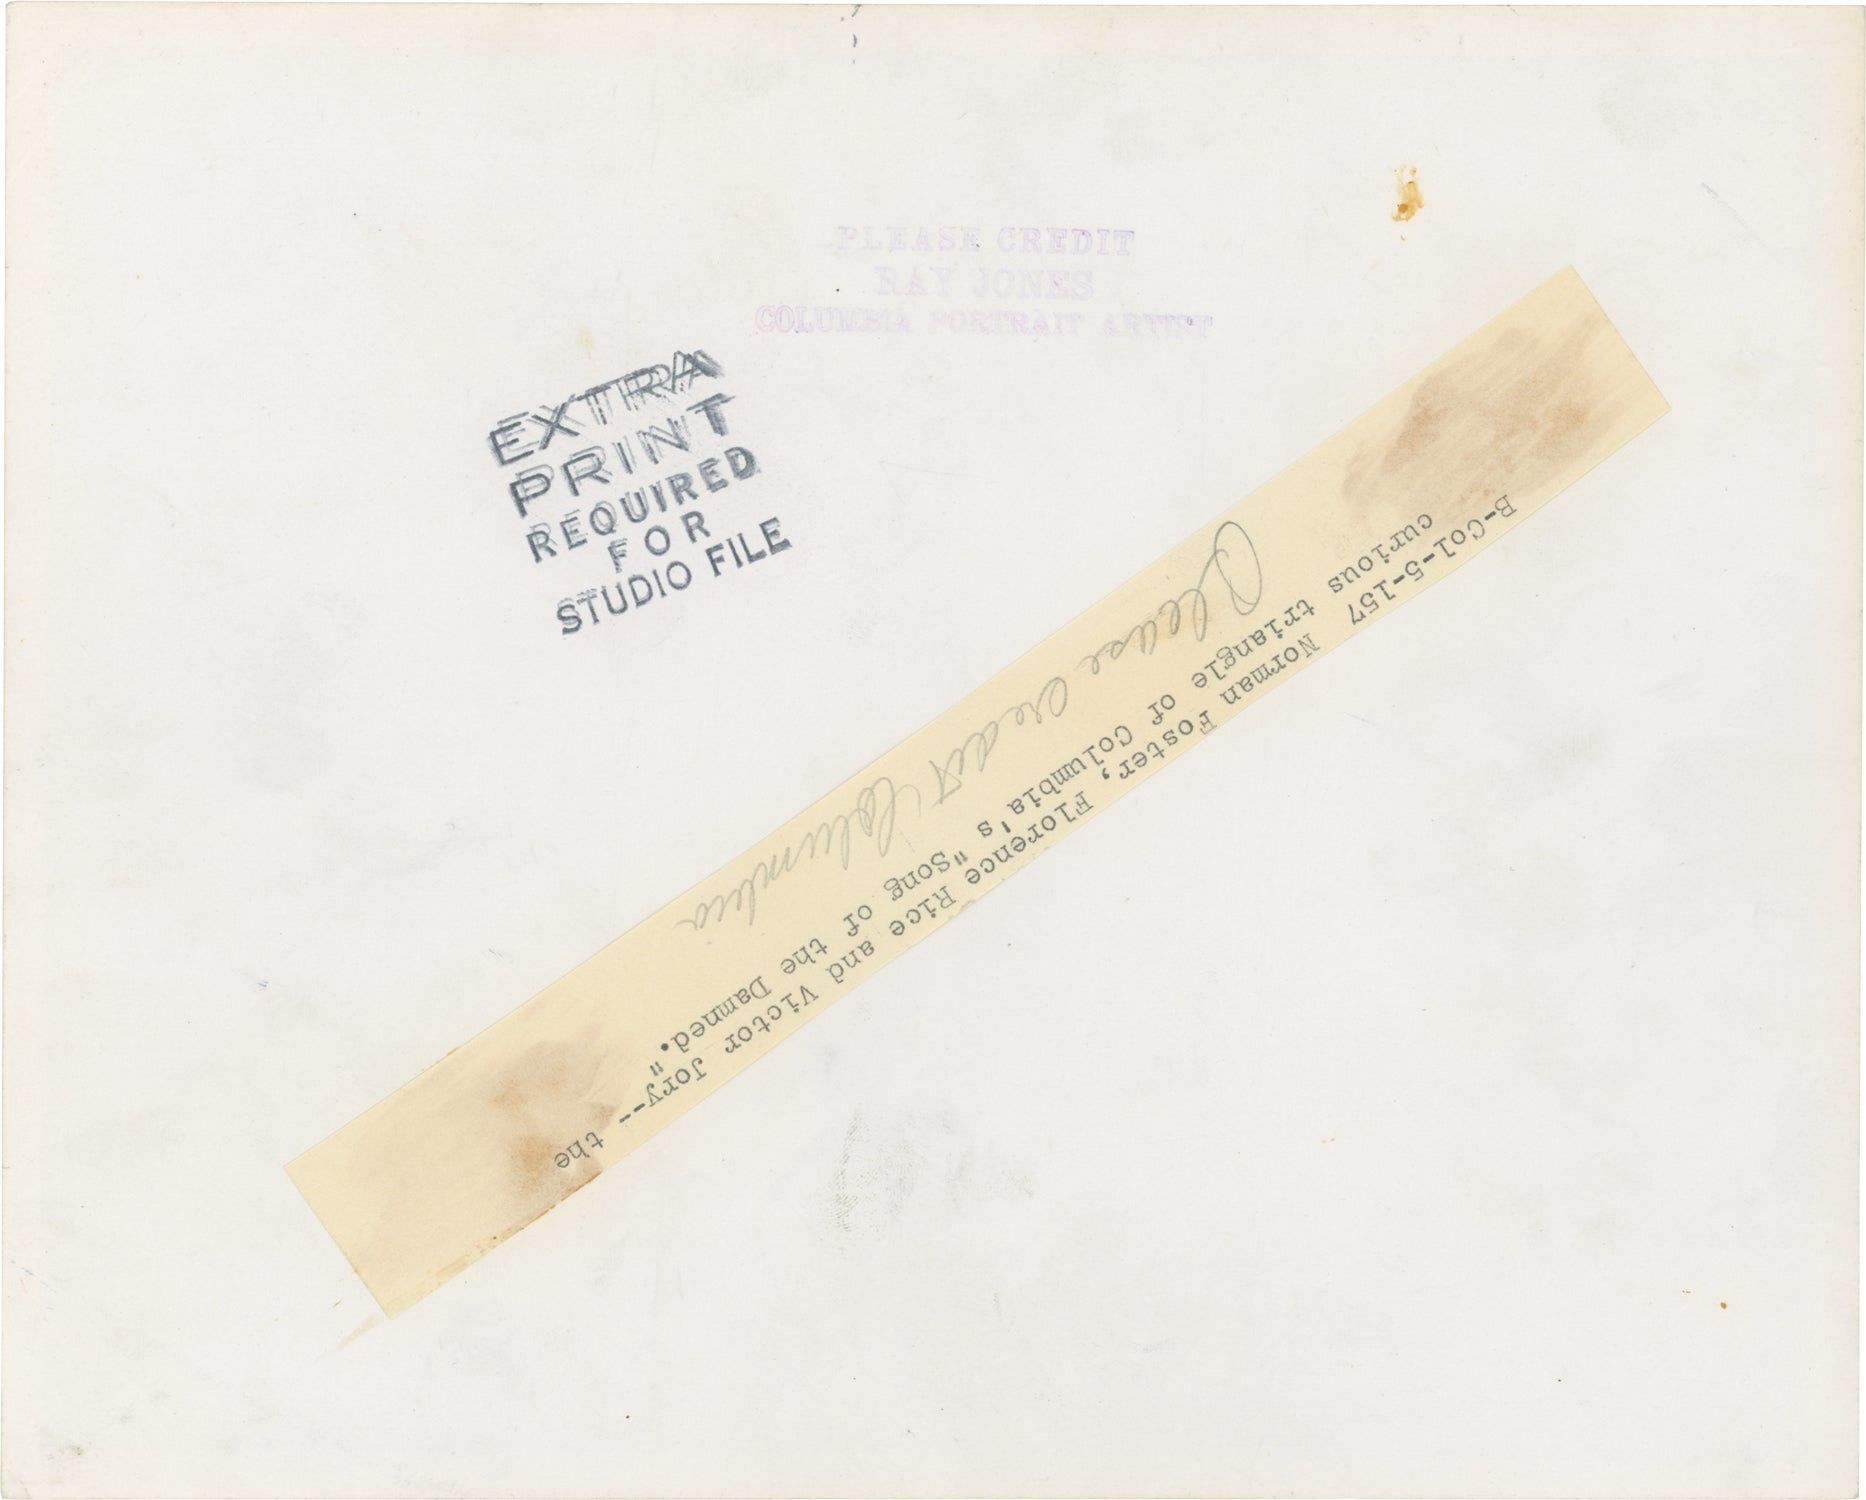 PLEASE CREDIT
RAY JONES
COLUMBIA PORTRAIT ARTIST
EXTRA
PRINT
REQUIRED
FOR
STUDIO FILE
B-Col-5-157 Norman Foster, Florence Rice and Victor Jory-- the
curious triangle of Columbia's "Song of the Damned."
Please credit Columbia